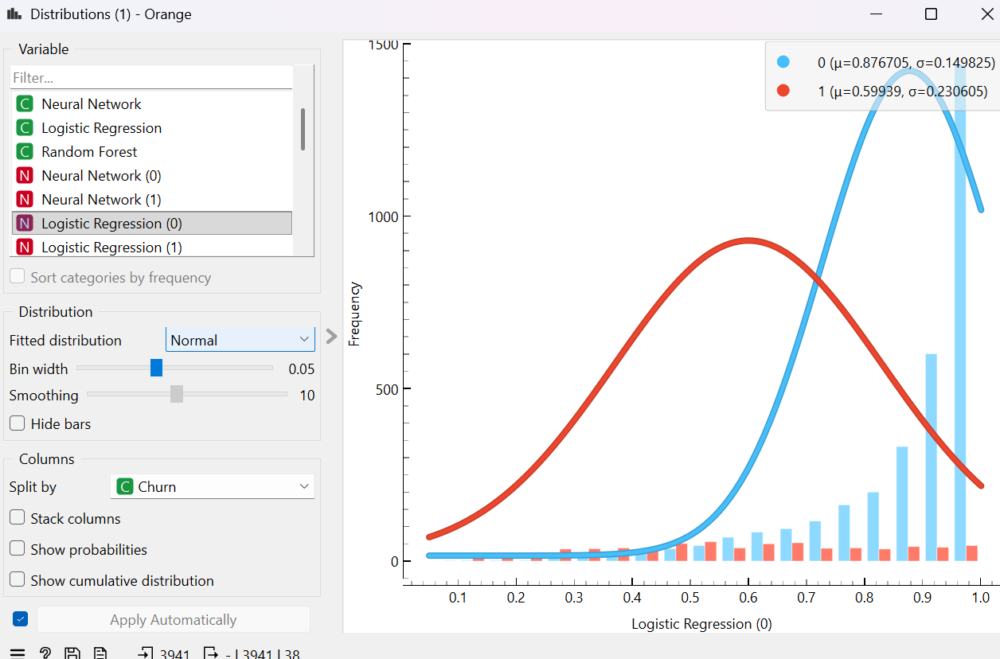 Distributions (1) - Orange
Variable
Filter...
C Neural Network
C Logistic Regression
C Random Forest
N Neural Network (0)
N Neural Network (1)
N Logistic Regression (0)
N Logistic Regression (1)
Sort categories by frequency
Distribution
Fitted distribution Normal
Bin width 0.05
Smoothing 10
Hide bars
Columns
Split by C Churn
Stack columns
Show probabilities
Show cumulative distribution
Apply Automatically
3941 - | 3941 | 38
0 (μ=0.876705, σ=0.149825)
1 (μ=0.59939, σ=0.230605)
Frequency
1500
1000
500
0
0.1 0.2 0.3 0.4 0.5 0.6 0.7 0.8 0.9 1.0
Logistic Regression (0)